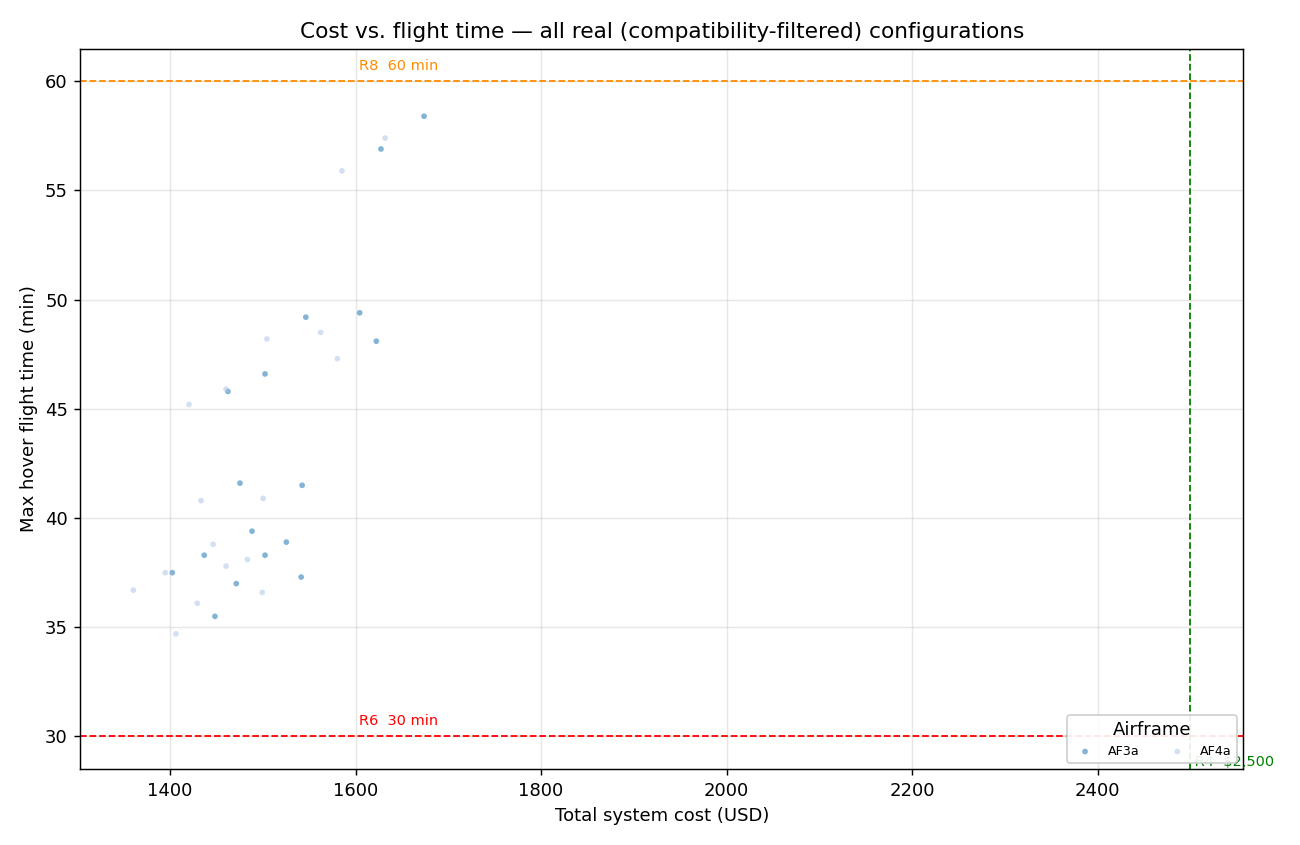 Cost vs. flight time — all real (compatibility-filtered) configurations
R8 60 min
60
55
50
45
40
35
30
Max hover flight time (min)
R6 30 min
Airframe
AF3a
AF4a
$2,500
1400
1600
1800
2000
2200
2400
Total system cost (USD)